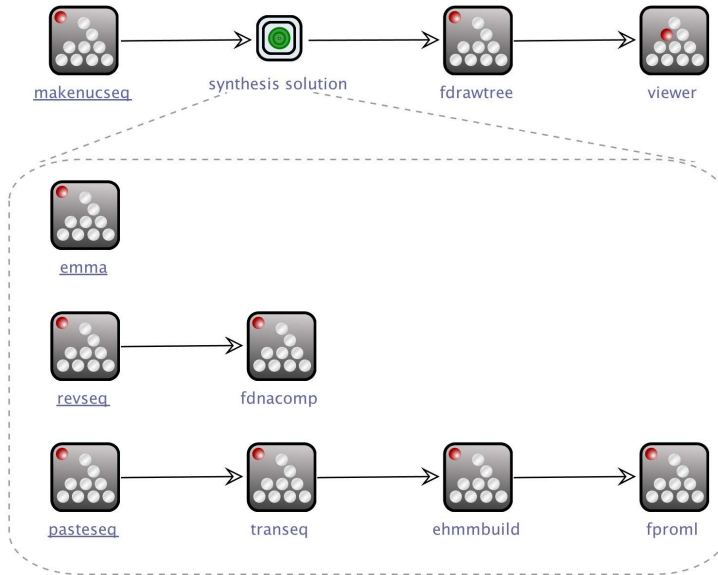 makenucseq
synthesis solution
fdrawtree
viewer
emma
revseq
fdnacomp
pasteseq
transeq
ehmmbuild
fproml